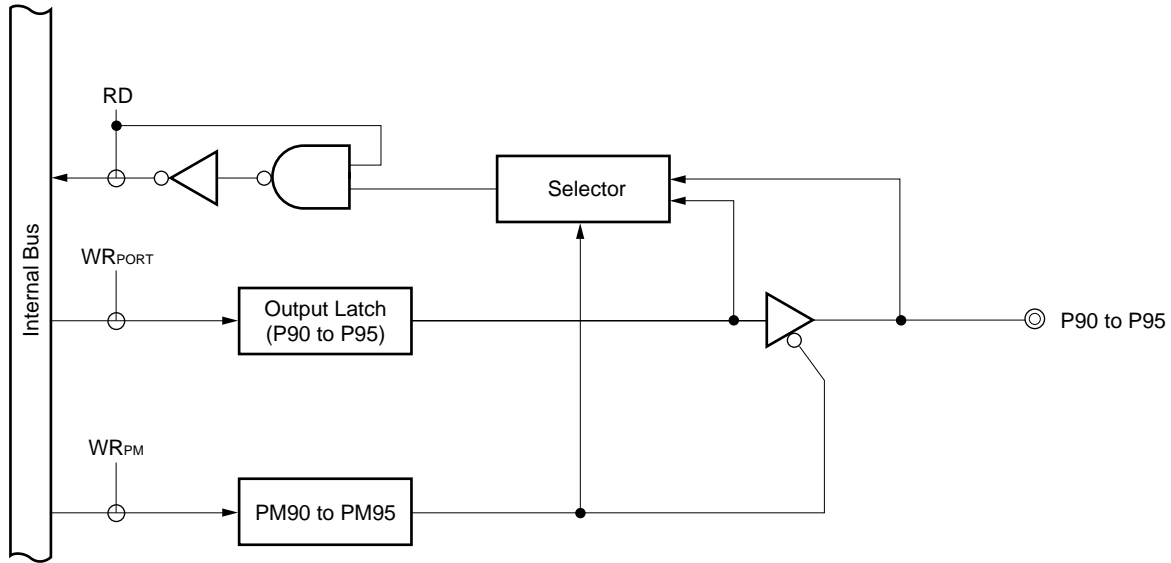 RD
Selector
Internal Bus
WRPORT
Output Latch
(P90 to P95)
P90 to P95
WRPM
PM90 to PM95